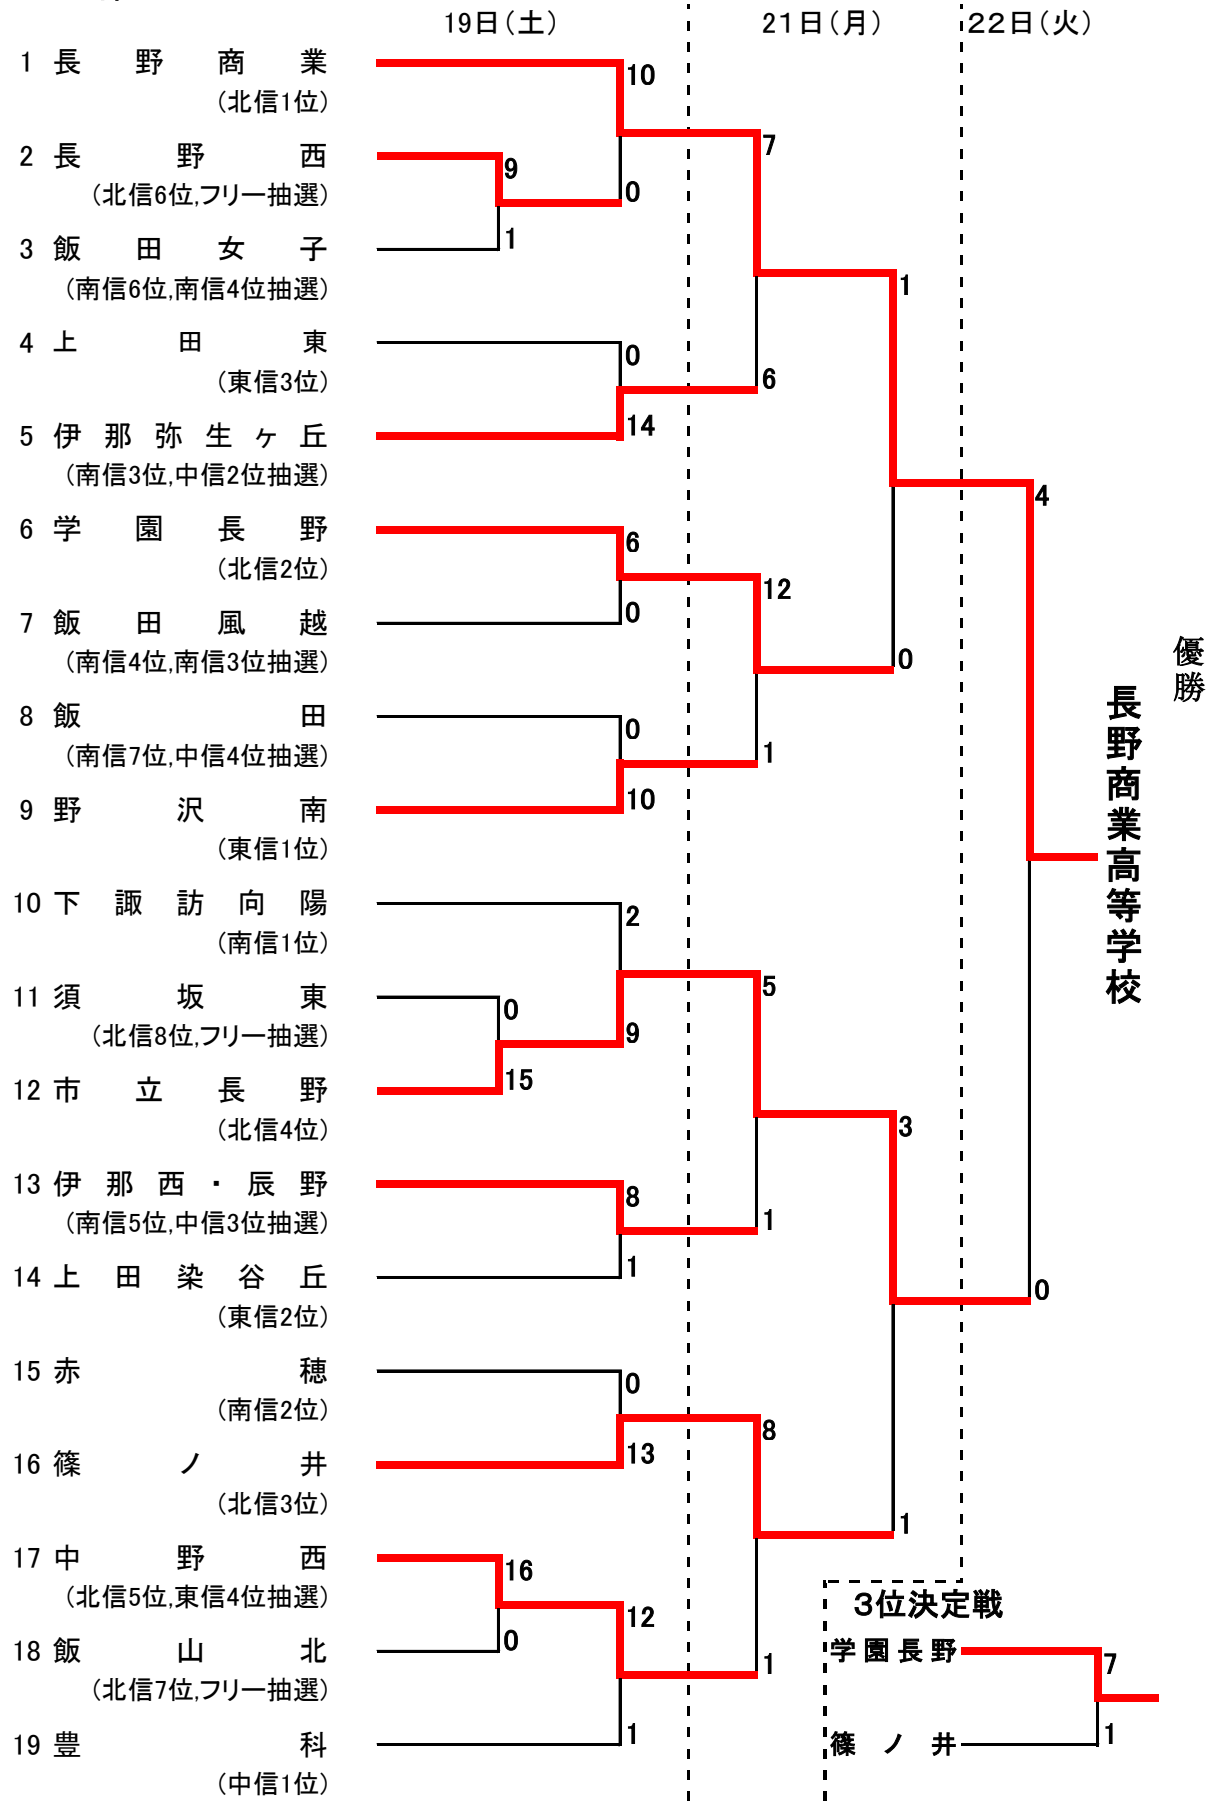 19日(土)
21日(月)
22日(火)
1 長野商業
(北信1位)
2 長野西
(北信6位,フリー抽選)
3 飯田女子
(南信6位,南信4位抽選)
4 上田東
(東信3位)
5 伊那弥生ヶ丘
(南信3位,中信2位抽選)
6 学園長野
(北信2位)
7 飯田風越
(南信4位,南信3位抽選)
8 飯田
(南信7位,中信4位抽選)
9 野沢南
(東信1位)
10 下諏訪向陽
(南信1位)
11 須坂東
(北信8位,フリー抽選)
12 市立長野
(北信4位)
13 伊那西・辰野
(南信5位,中信3位抽選)
14 上田染谷丘
(東信2位)
15 赤穂
(南信2位)
16 篠ノ井
(北信3位)
17 中野西
(北信5位,東信4位抽選)
18 飯山北
(北信7位,フリー抽選)
19 豊科
(中信1位)
9
1
0
15
16
0
10
0
0
14
6
0
0
10
2
9
8
1
0
13
12
1
7
6
12
1
5
1
8
1
1
0
3
1
4
0
優勝
長野商業高等学校
3位決定戦
学園長野
7
篠ノ井
1